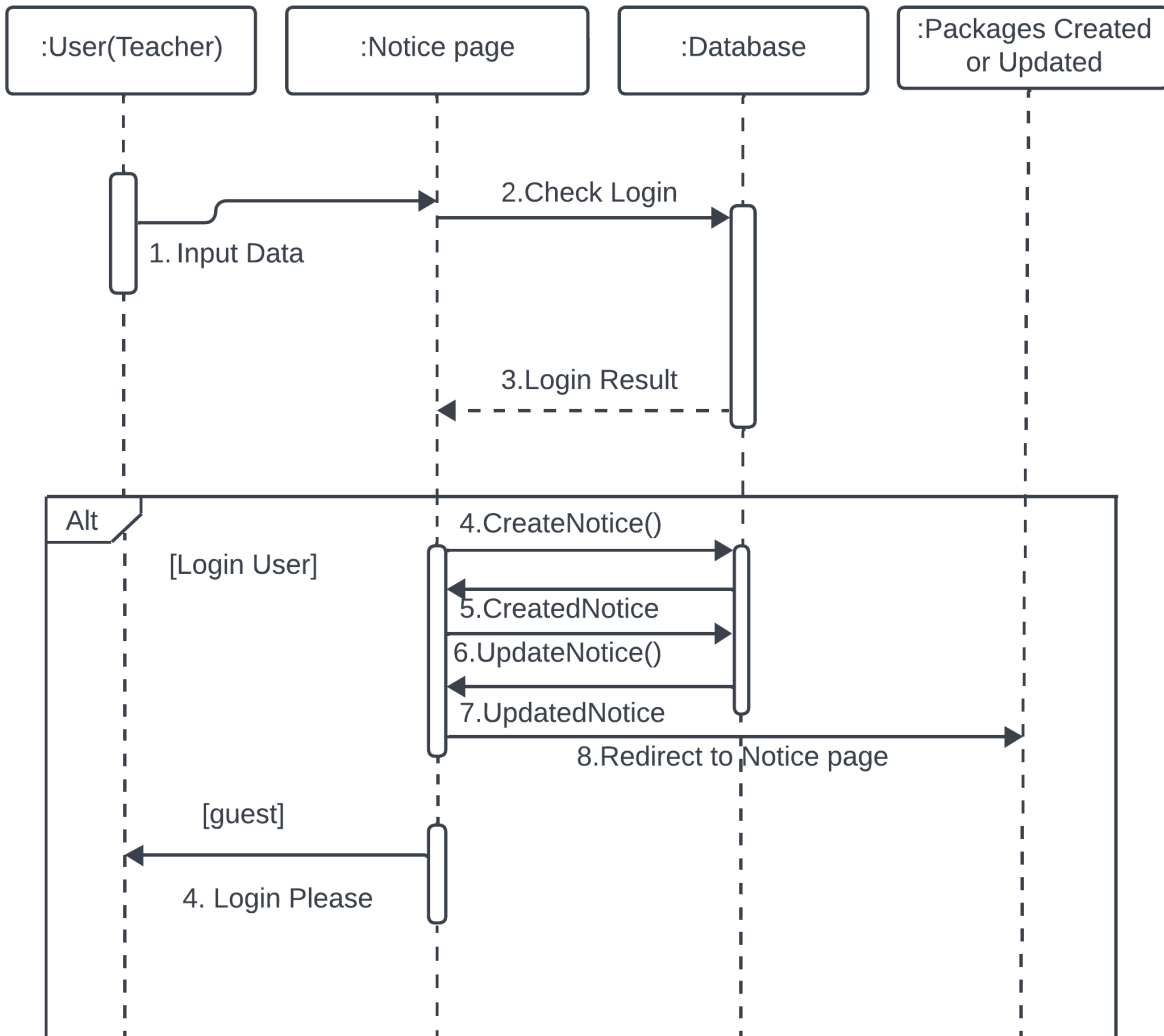 :User(Teacher)
:Notice page
:Database
:Packages Created
or Updated
2.Check Login
1. Input Data
3.Login Result
Alt
4.CreateNotice()
[Login User]
5.CreatedNotice
6.UpdateNotice()
7.UpdatedNotice
8.Redirect to Notice page
[guest]
4. Login Please